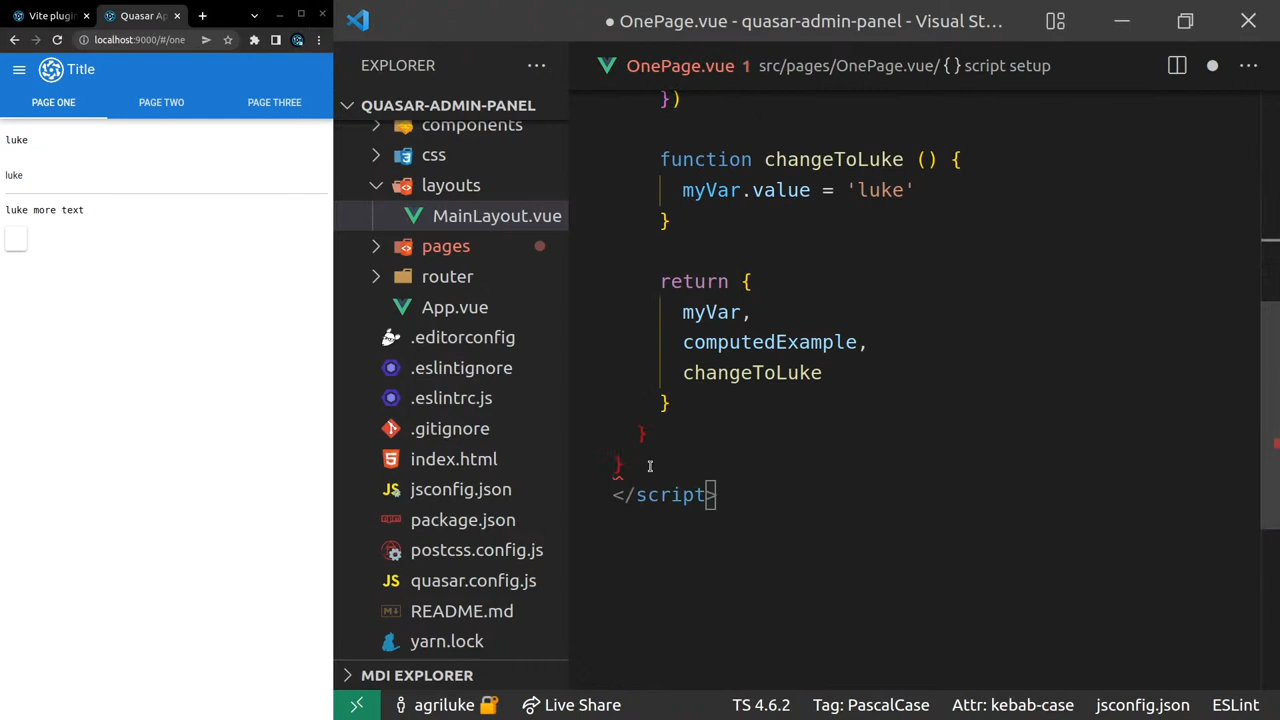 Vite plugin
Quasar Ap
localhost:9000/#/one
Title
PAGE ONE
PAGE TWO
PAGE THREE
luke
luke
luke more text
OnePage.vue - quasar-admin-panel - Visual St...
EXPLORER
QUASAR-ADMIN-PANEL
components
css
layouts
MainLayout.vue
pages
router
App.vue
.editorconfig
.eslintignore
.eslintrc.js
.gitignore
index.html
jsconfig.json
package.json
postcss.config.js
quasar.config.js
README.md
yarn.lock
MDI EXPLORER
OnePage.vue 1 src/pages/OnePage.vue/ {} script setup
})
function changeToLuke () {
myVar.value = 'luke'
}
return {
myVar,
computedExample,
changeToLuke
}
}
}
</script>
agriluke
Live Share
TS 4.6.2
Tag: PascalCase
Attr: kebab-case
jsconfig.json
ESLint